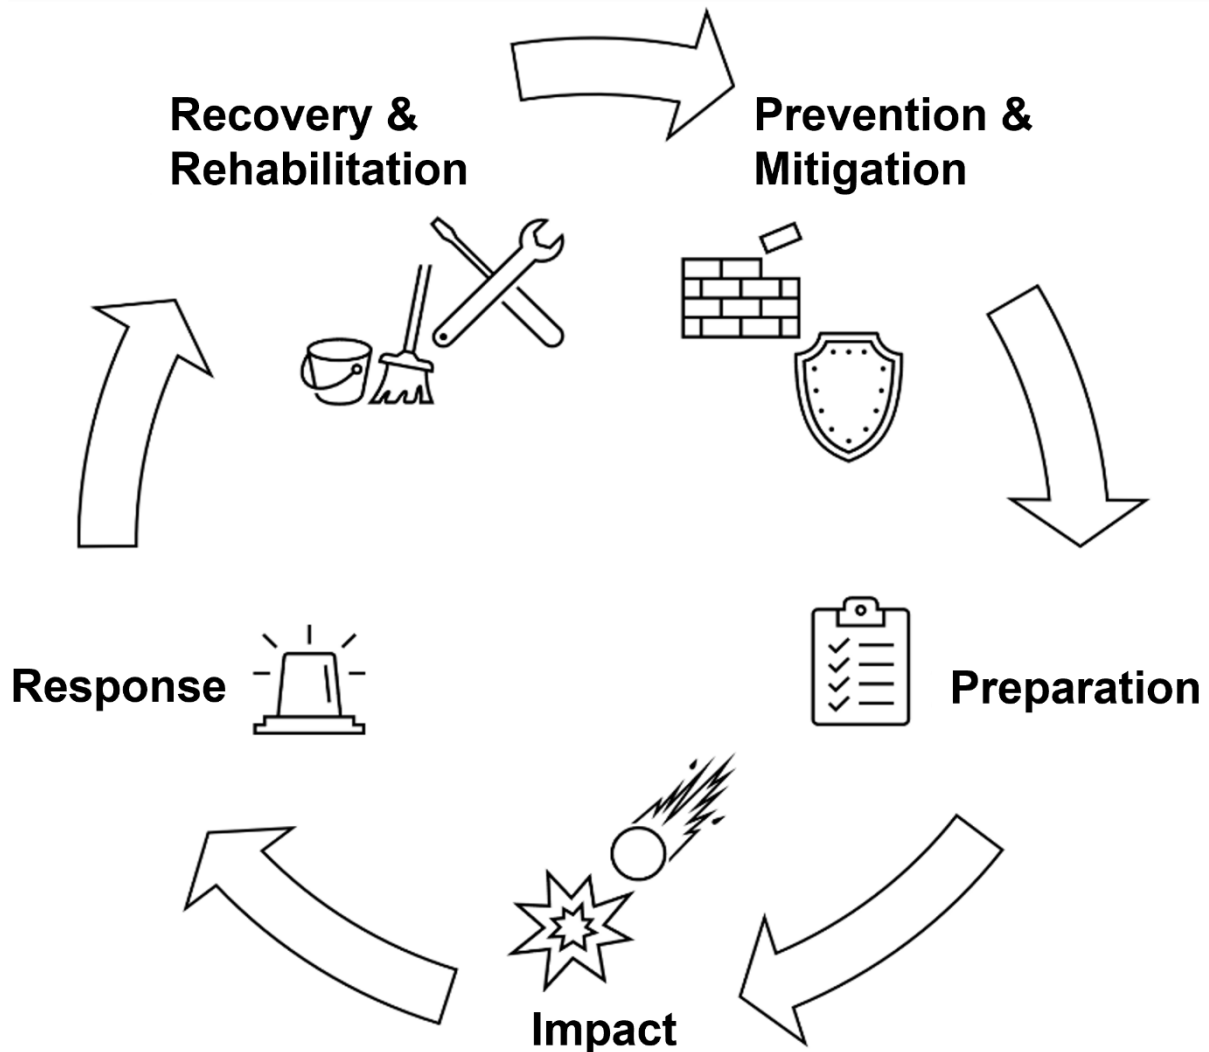 Recovery &
Rehabilitation
Prevention &
Mitigation
Response
Preparation
Impact